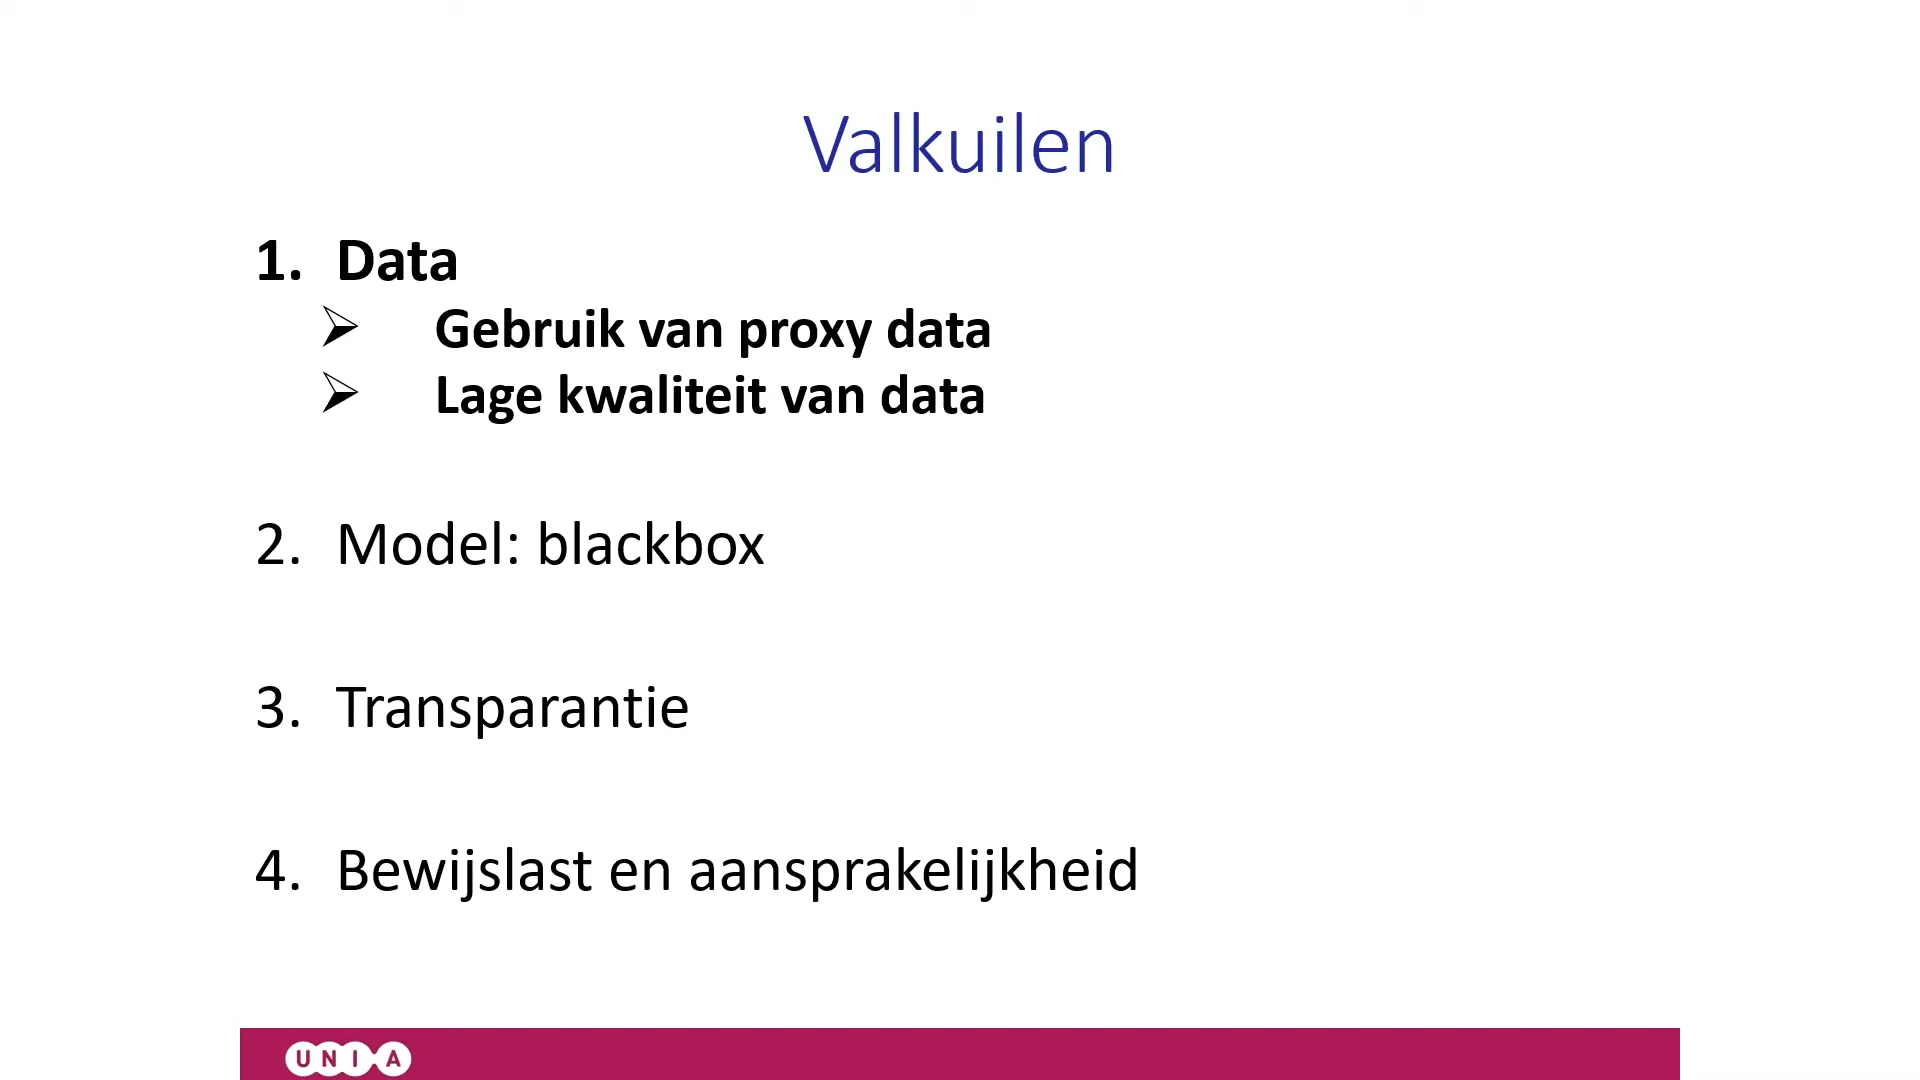 Valkuilen
1. Data
➢ Gebruik van proxy data
➢ Lage kwaliteit van data
2. Model: blackbox
3. Transparantie
4. Bewijslast en aansprakelijkheid
UNIA